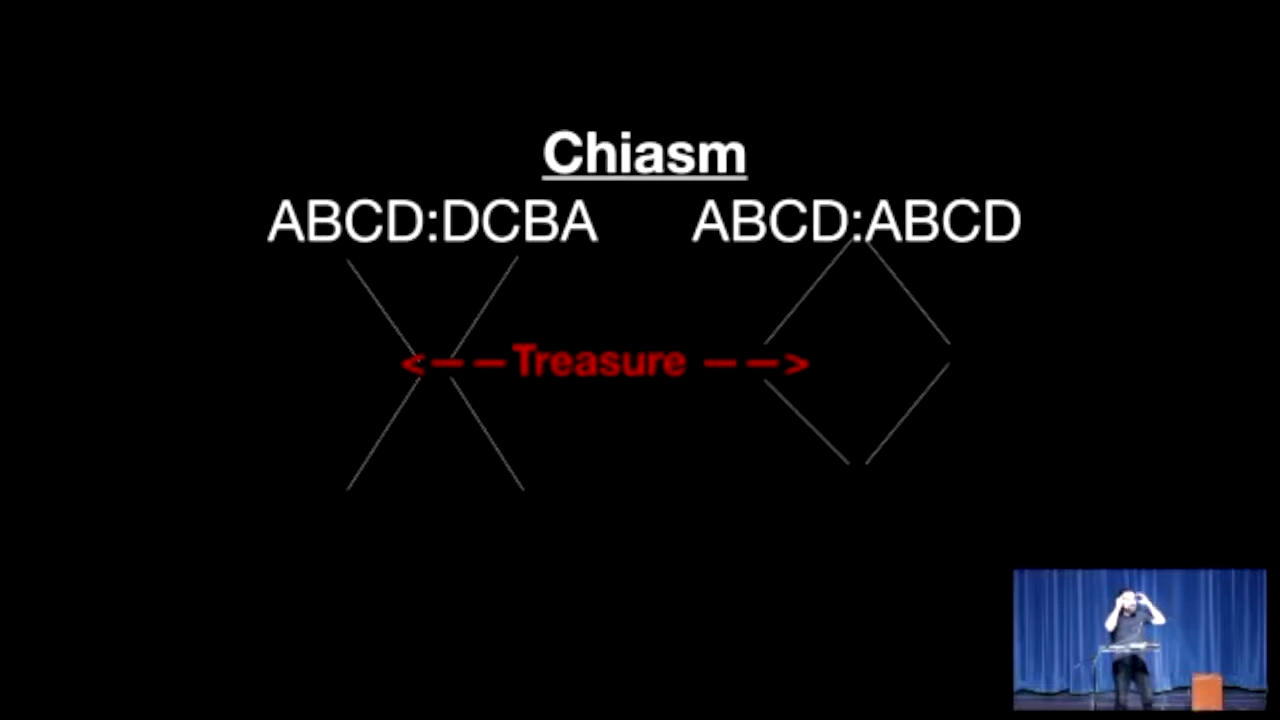 Chiasm
ABCD:DCBA ABCD:ABCD
<——Treasure ——>